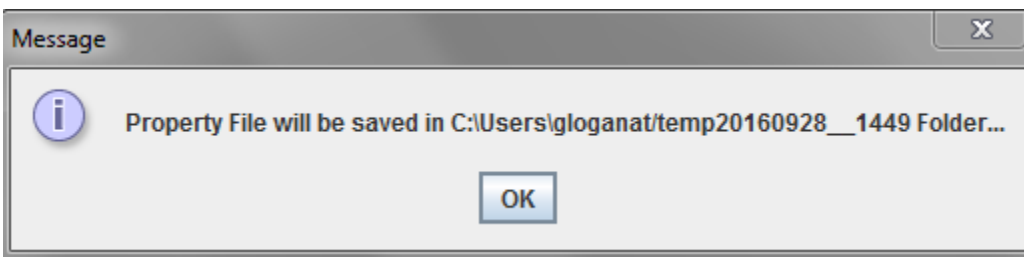 Message
Property File will be saved in C:\Users\gloganat/temp20160928__1449 Folder...
OK